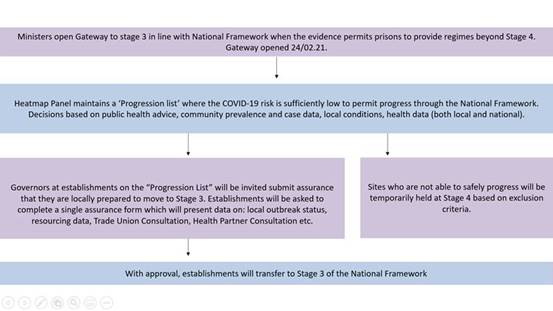 Ministers open Gateway to stage 3 in line with National Framework when the evidence permits prisons to provide regimes beyond Stage 4.
Gateway opened 24/02.21.
Heatmap Panel maintains a 'Progression list' where the COVID-19 risk is sufficiently low to permit progress through the National Framework.
Decisions based on public health advice, community prevalence and case data, local conditions, health data (both local and national).
Governors at establishments on the "Progression List" will be invited submit assurance
that they are locally prepared to move to Stage 3. Establishments will be asked to
complete a single assurance form which will present data on: local outbreak status,
resourcing data, Trade Union Consultation, Health Partner Consultation etc.
Sites who are not able to safely progress will be
temporarily held at Stage 4 based on exclusion
criteria.
With approval, establishments will transfer to Stage 3 of the National Framework